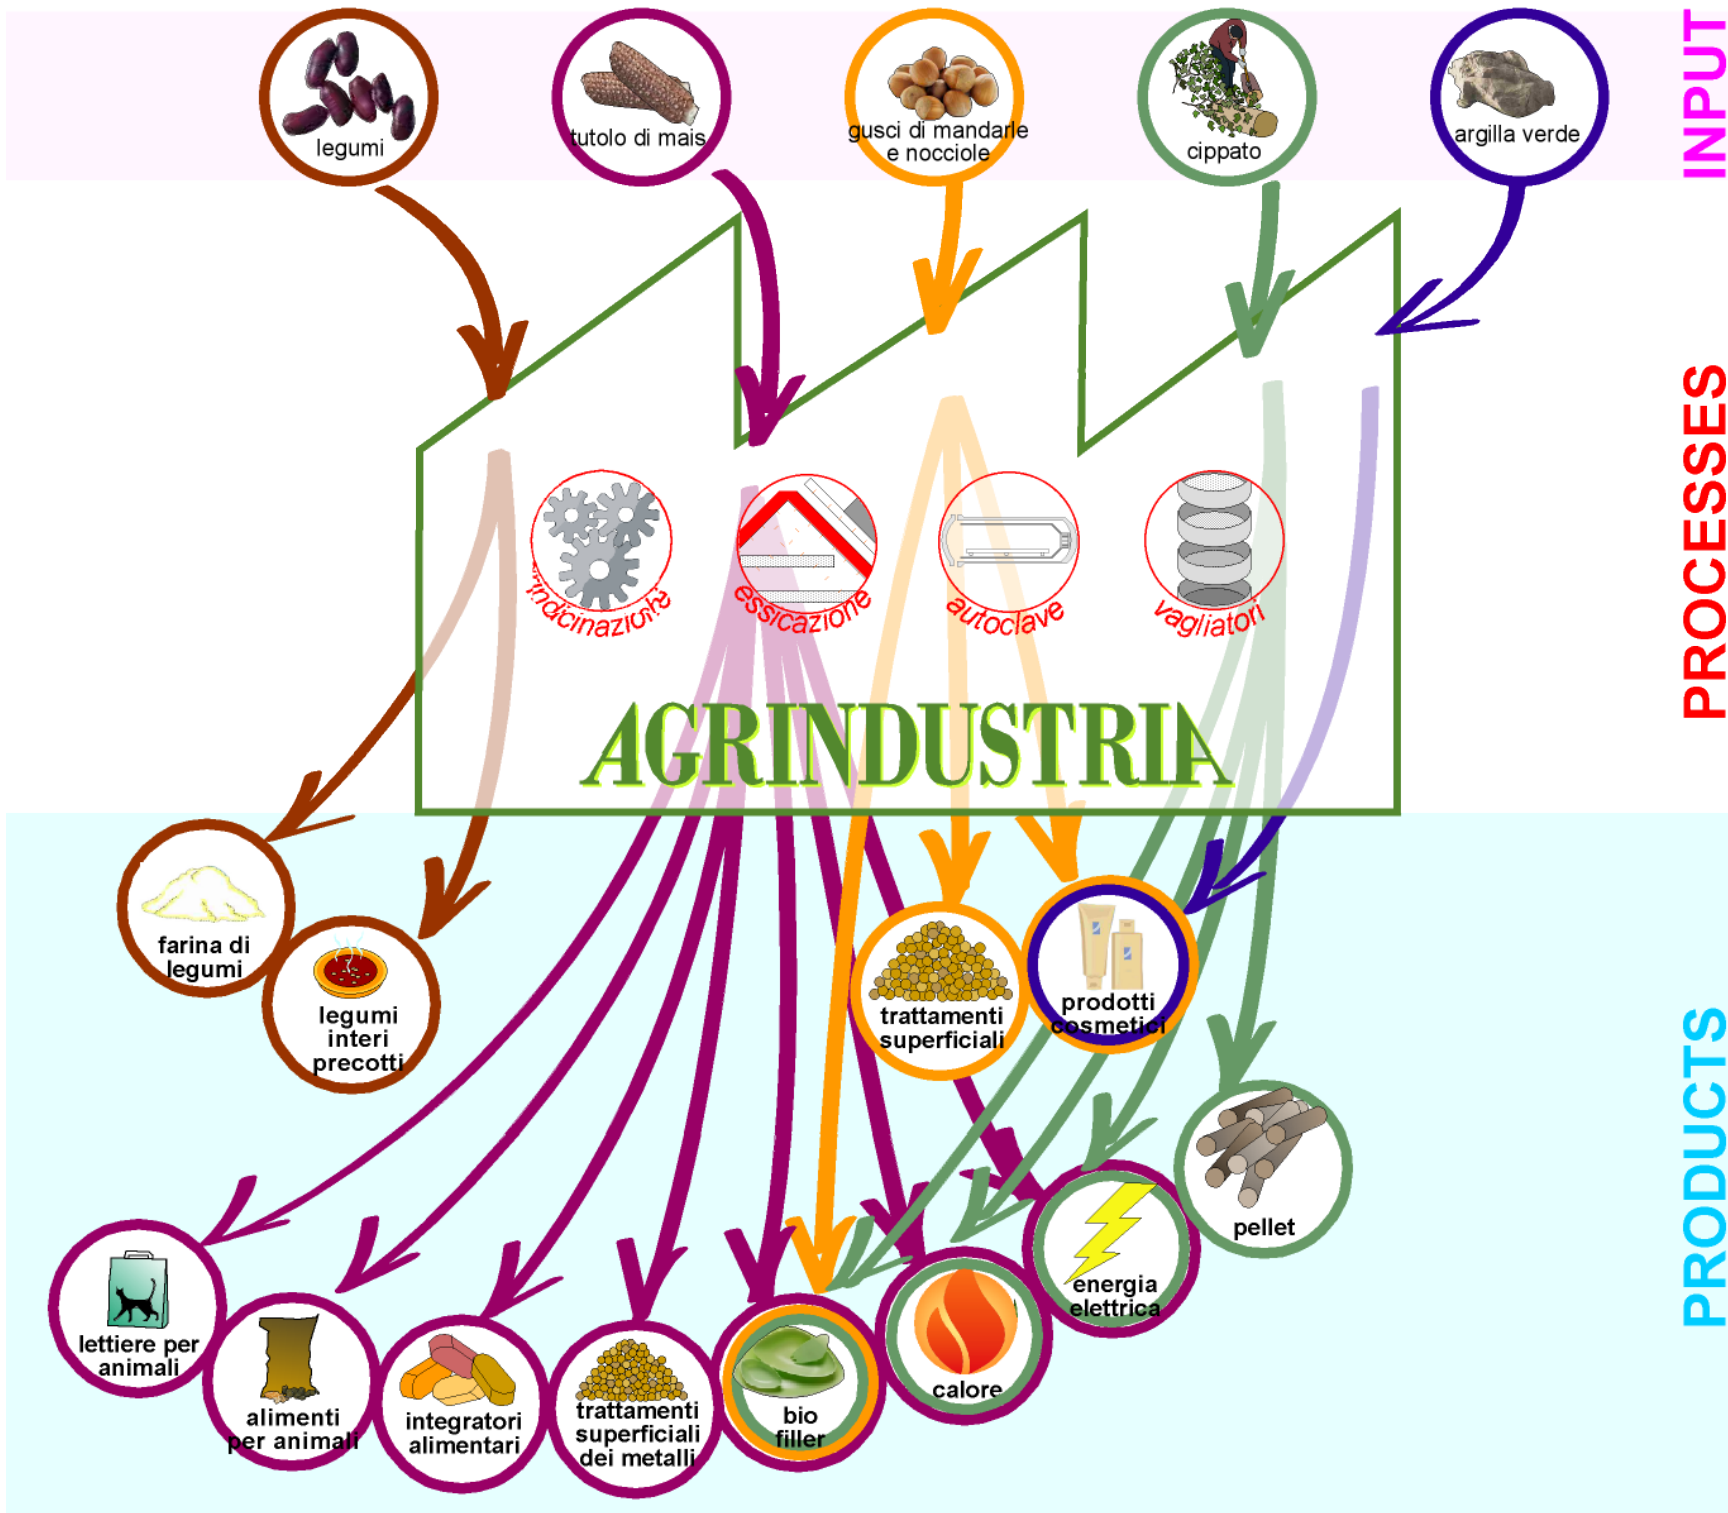 INPUT
legumi
tutolo di mais
gusci di mandarle
e nocciole
cippato
argilla verde
PROCESSES
essicazione
autoclave
vagliatori
AGRINDUSTRIA
PRODUCTS
farina di
legumi
legumi
interi
precotti
trattamenti
superficiali
prodotti
cosmetici
pellet
energia
elettrica
calore
lettiere per
animali
alimenti
per animali
integratori
alimentari
trattamenti
superficiali
dei metalli
bio
filler